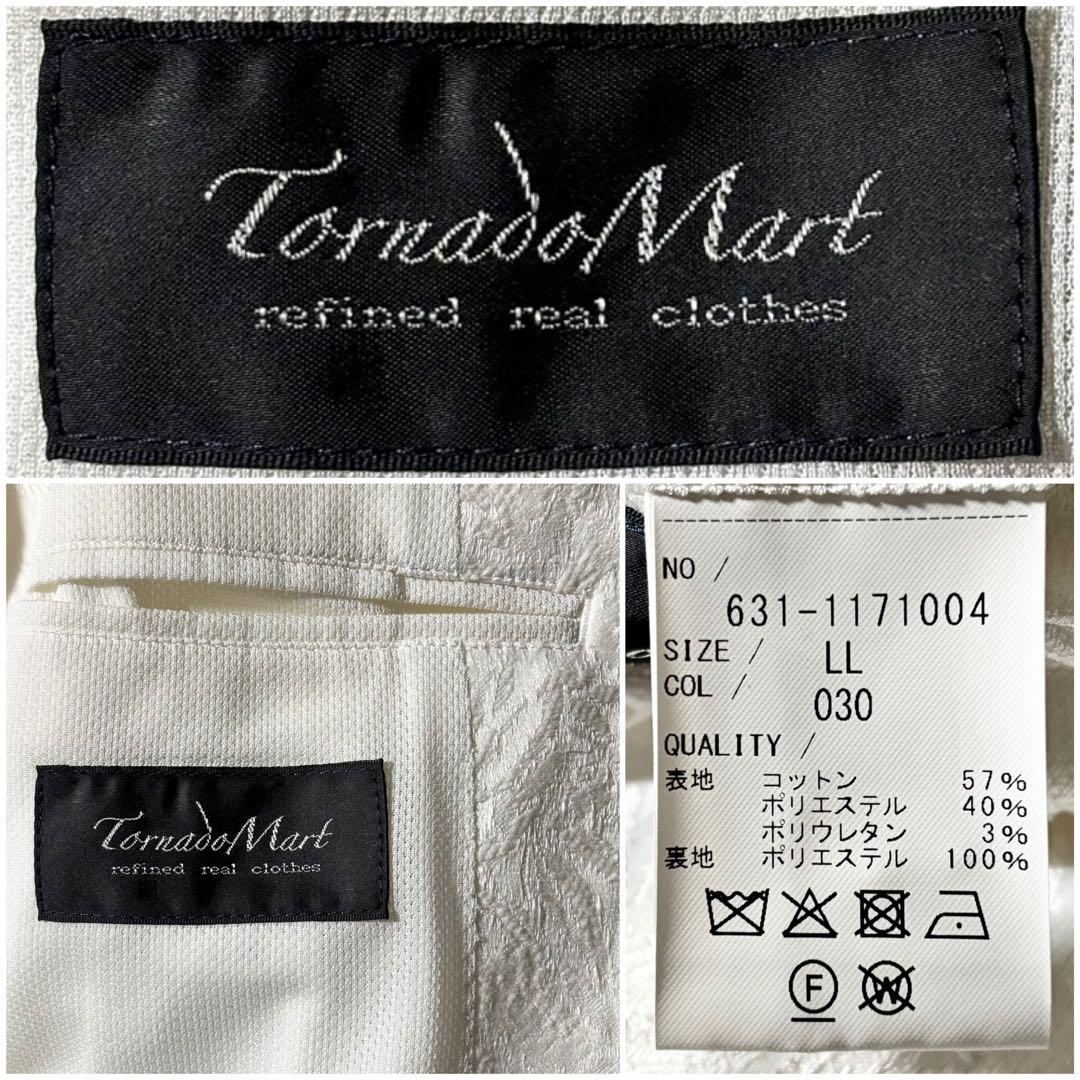 TornadoMart
refined real clothes
TornadoMart
refined real clothes
NO /
631-1171004
SIZE / LL
COL / 030
QUALITY /
表地 コットン 57%
ポリエステル 40%
ポリウレタン 3%
裏地 ポリエステル 100%
F W